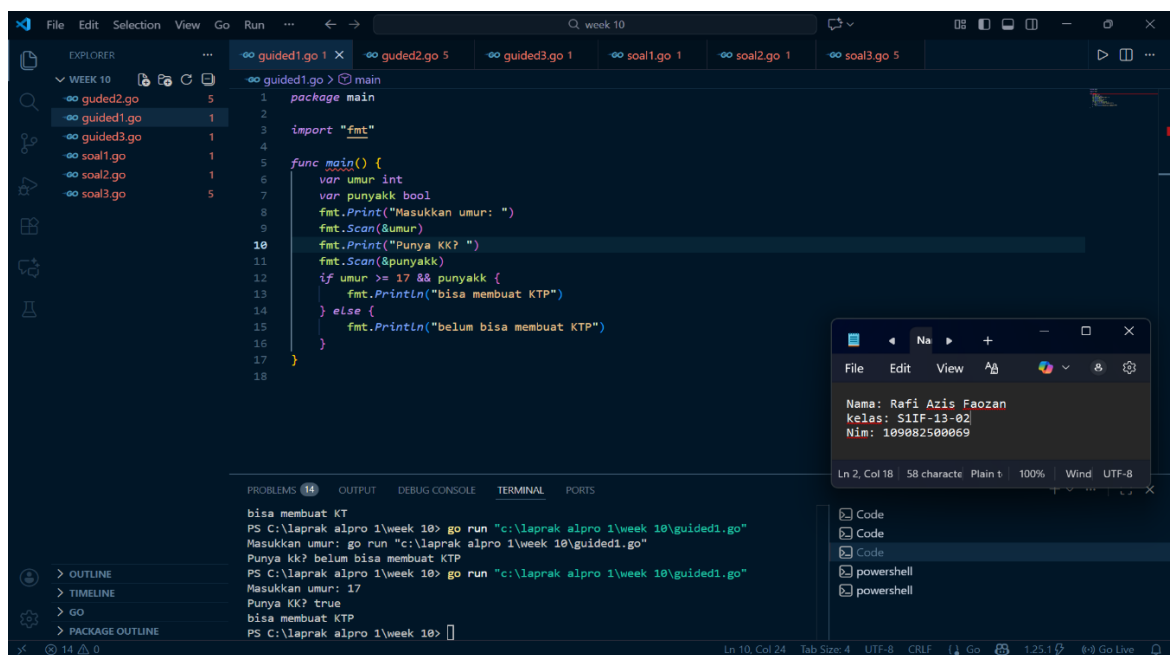 File Edit Selection View Go Run ··· week 10
EXPLORER ···
guided1.go 1 guded2.go 5 guided3.go 1 soal1.go 1 soal2.go 1 soal3.go 5
WEEK 10
guided1.go > main
guded2.go 5
guided1.go 1
guided3.go 1
soal1.go 1
soal2.go 1
soal3.go 5
1 package main
2
3 import "fmt"
4
5 func main() {
6 var umur int
7 var punyakk bool
8 fmt.Print("Masukkan umur: ")
9 fmt.Scan(&umur)
10 fmt.Print("Punya KK? ")
11 fmt.Scan(&punyakk)
12 if umur >= 17 && punyakk {
13 fmt.Println("bisa membuat KTP")
14 } else {
15 fmt.Println("belum bisa membuat KTP")
16 }
17 }
18
Na
File Edit View
Nama: Rafi Azis Faozan
kelas: S1IF-13-02
Nim: 109082500069
Ln 2, Col 18 58 characte Plain t 100% Wind UTF-8
PROBLEMS 14 OUTPUT DEBUG CONSOLE TERMINAL PORTS
bisa membuat KT
PS C:\laprak alpro 1\week 10> go run "c:\laprak alpro 1\week 10\guided1.go"
Masukkan umur: go run "c:\laprak alpro 1\week 10\guided1.go"
Punya kk? belum bisa membuat KTP
PS C:\laprak alpro 1\week 10> go run "c:\laprak alpro 1\week 10\guided1.go"
Masukkan umur: 17
Punya KK? true
bisa membuat KTP
PS C:\laprak alpro 1\week 10>
Code
Code
Code
powershell
powershell
OUTLINE
TIMELINE
GO
PACKAGE OUTLINE
14 0 Ln 10, Col 24 Tab Size: 4 UTF-8 CRLF Go 1.25.1 Go Live